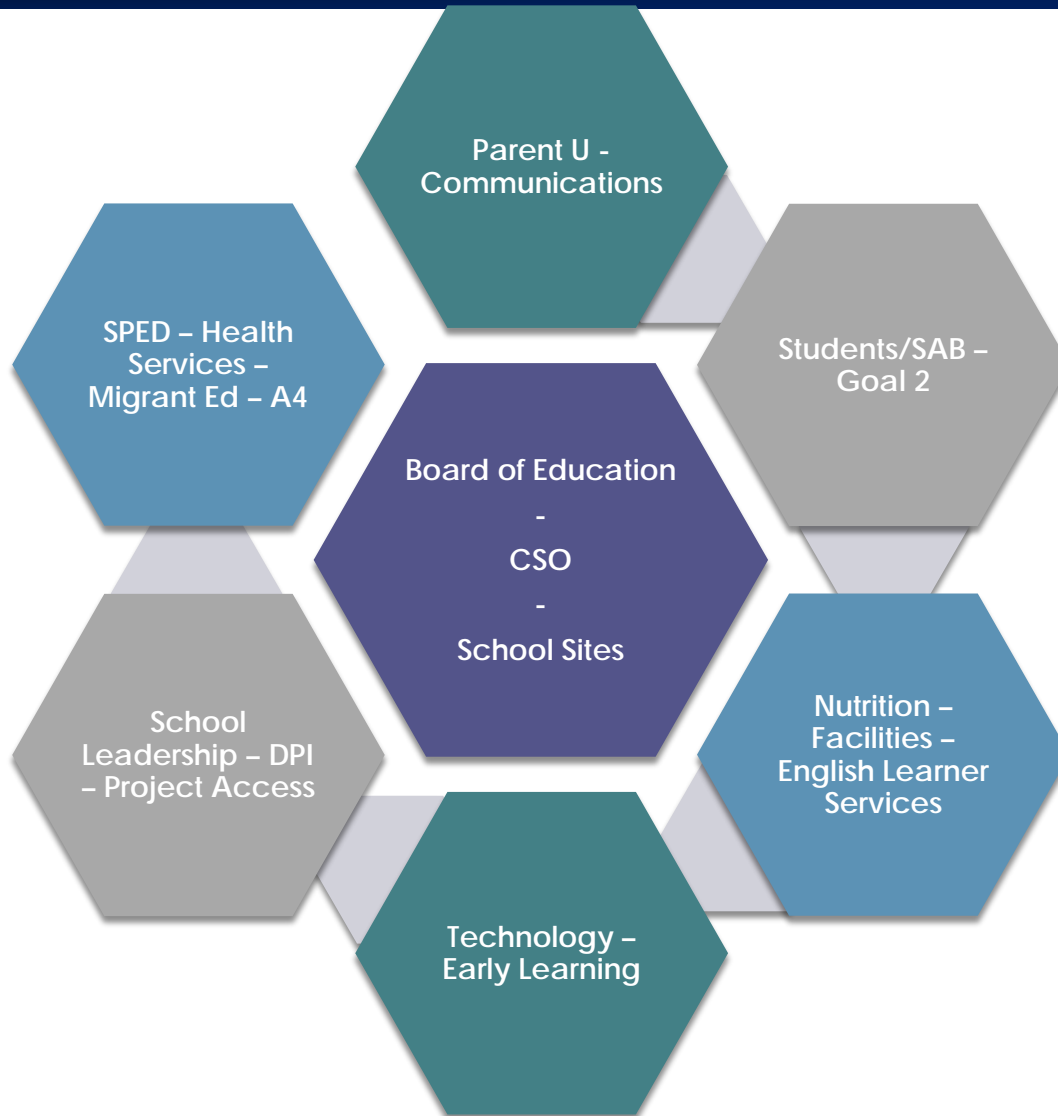 Parent U -
Communications
Students/SAB –
Goal 2
SPED – Health
Services –
Migrant Ed – A4
Board of Education
-
CSO
-
School Sites
Nutrition –
Facilities –
English Learner
Services
School
Leadership – DPI
– Project Access
Technology –
Early Learning